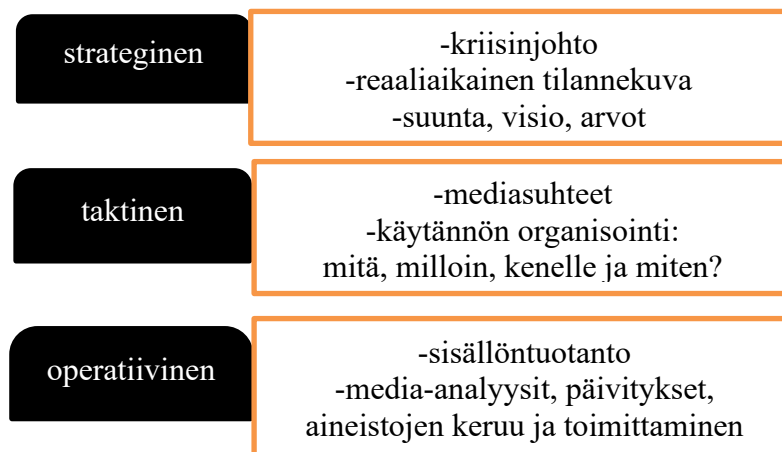 strateginen
-kriisinjohto
-reaaliaikainen tilannekuva
-suunta, visio, arvot
taktinen
-mediasuhteet
-käytännön organisointi:
mitä, milloin, kenelle ja miten?
operatiivinen
-sisällöntuotanto
-media-analyysit, päivitykset,
aineistojen keruu ja toimittaminen